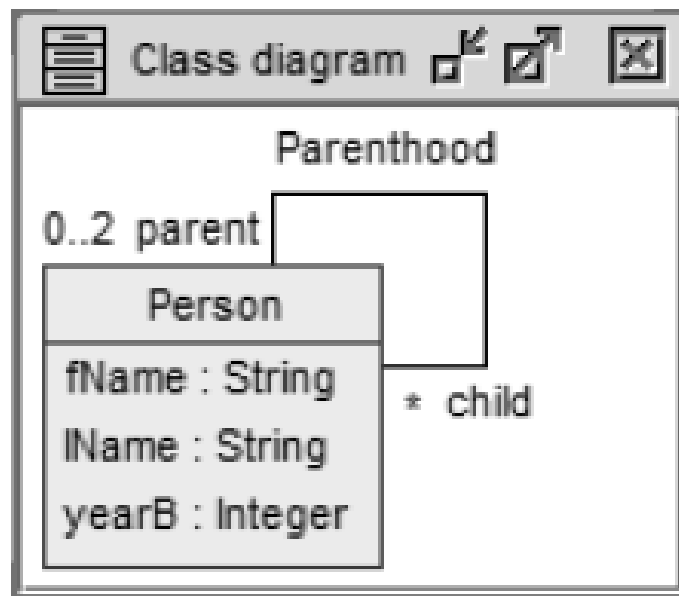 Class diagram
Parenthood
0..2 parent
Person
fName : String
lName : String
* child
yearB : Integer